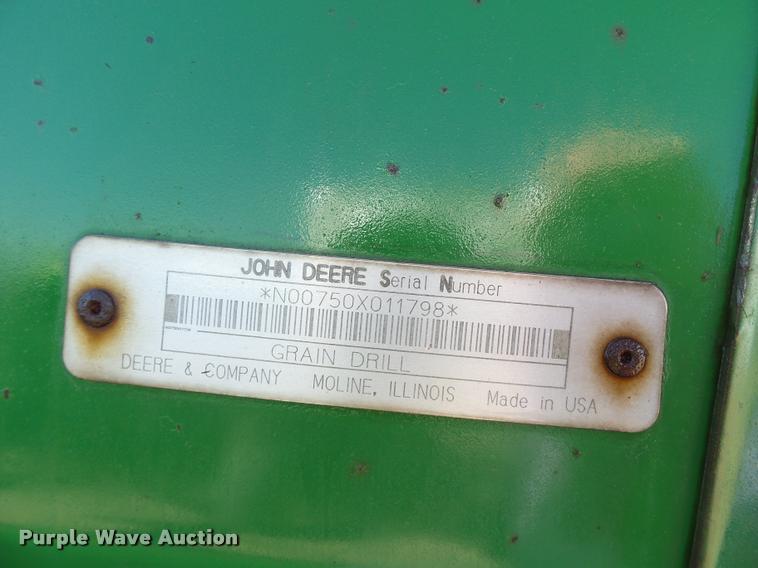 JOHN DEERE Serial Number
*N00750X011798*
GRAIN DRILL
DEERE & COMPANY MOLINE, ILLINOIS Made in USA
Purple Wave Auction